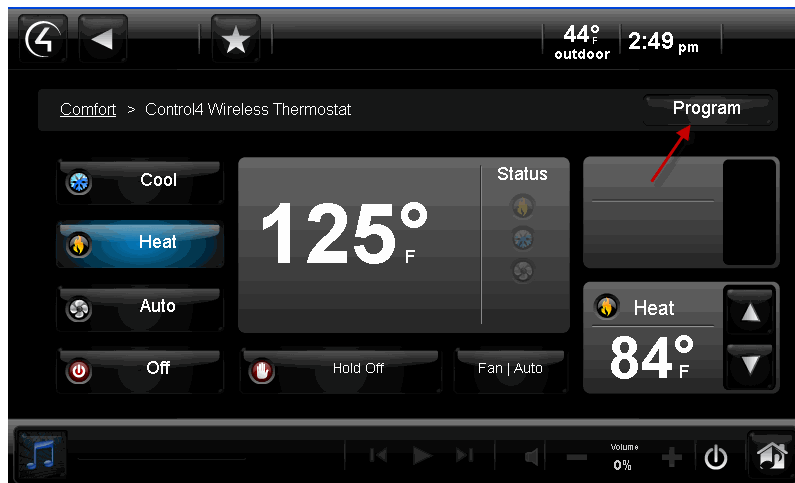 44°F
outdoor
2:49 pm
Comfort > Control4 Wireless Thermostat
Program
Cool
Heat
Auto
Off
125°F
Status
Hold Off
Fan | Auto
Heat
84°F
Volume
0%